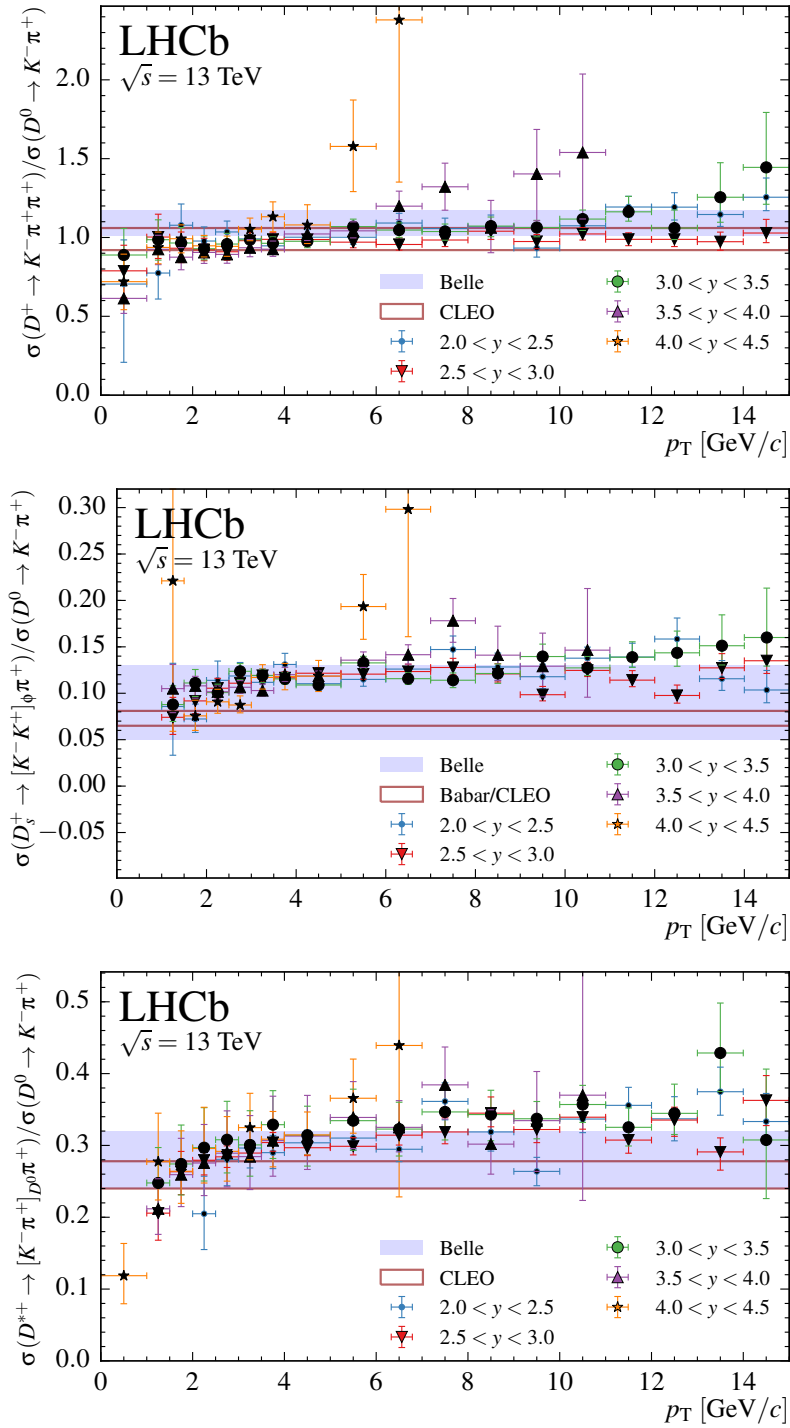 LHCb
√s = 13 TeV
σ(D⁺ → K⁻π⁺π⁺)/σ(D⁰ → K⁻π⁺)
2.0
1.5
1.0
0.5
0.0
Belle
CLEO
2.0 < y < 2.5
2.5 < y < 3.0
3.0 < y < 3.5
3.5 < y < 4.0
4.0 < y < 4.5
0 2 4 6 8 10 12 14
p_T [GeV/c]
LHCb
√s = 13 TeV
σ(D_s⁺ → [K⁻K⁺]_ϕ π⁺)/σ(D⁰ → K⁻π⁺)
0.30
0.25
0.20
0.15
0.10
0.05
0.00
−0.05
Belle
Babar/CLEO
2.0 < y < 2.5
2.5 < y < 3.0
3.0 < y < 3.5
3.5 < y < 4.0
4.0 < y < 4.5
0 2 4 6 8 10 12 14
p_T [GeV/c]
LHCb
√s = 13 TeV
σ(D*⁺ → [K⁻π⁺]_D⁰ π⁺)/σ(D⁰ → K⁻π⁺)
0.5
0.4
0.3
0.2
0.1
0.0
Belle
CLEO
2.0 < y < 2.5
2.5 < y < 3.0
3.0 < y < 3.5
3.5 < y < 4.0
4.0 < y < 4.5
0 2 4 6 8 10 12 14
p_T [GeV/c]